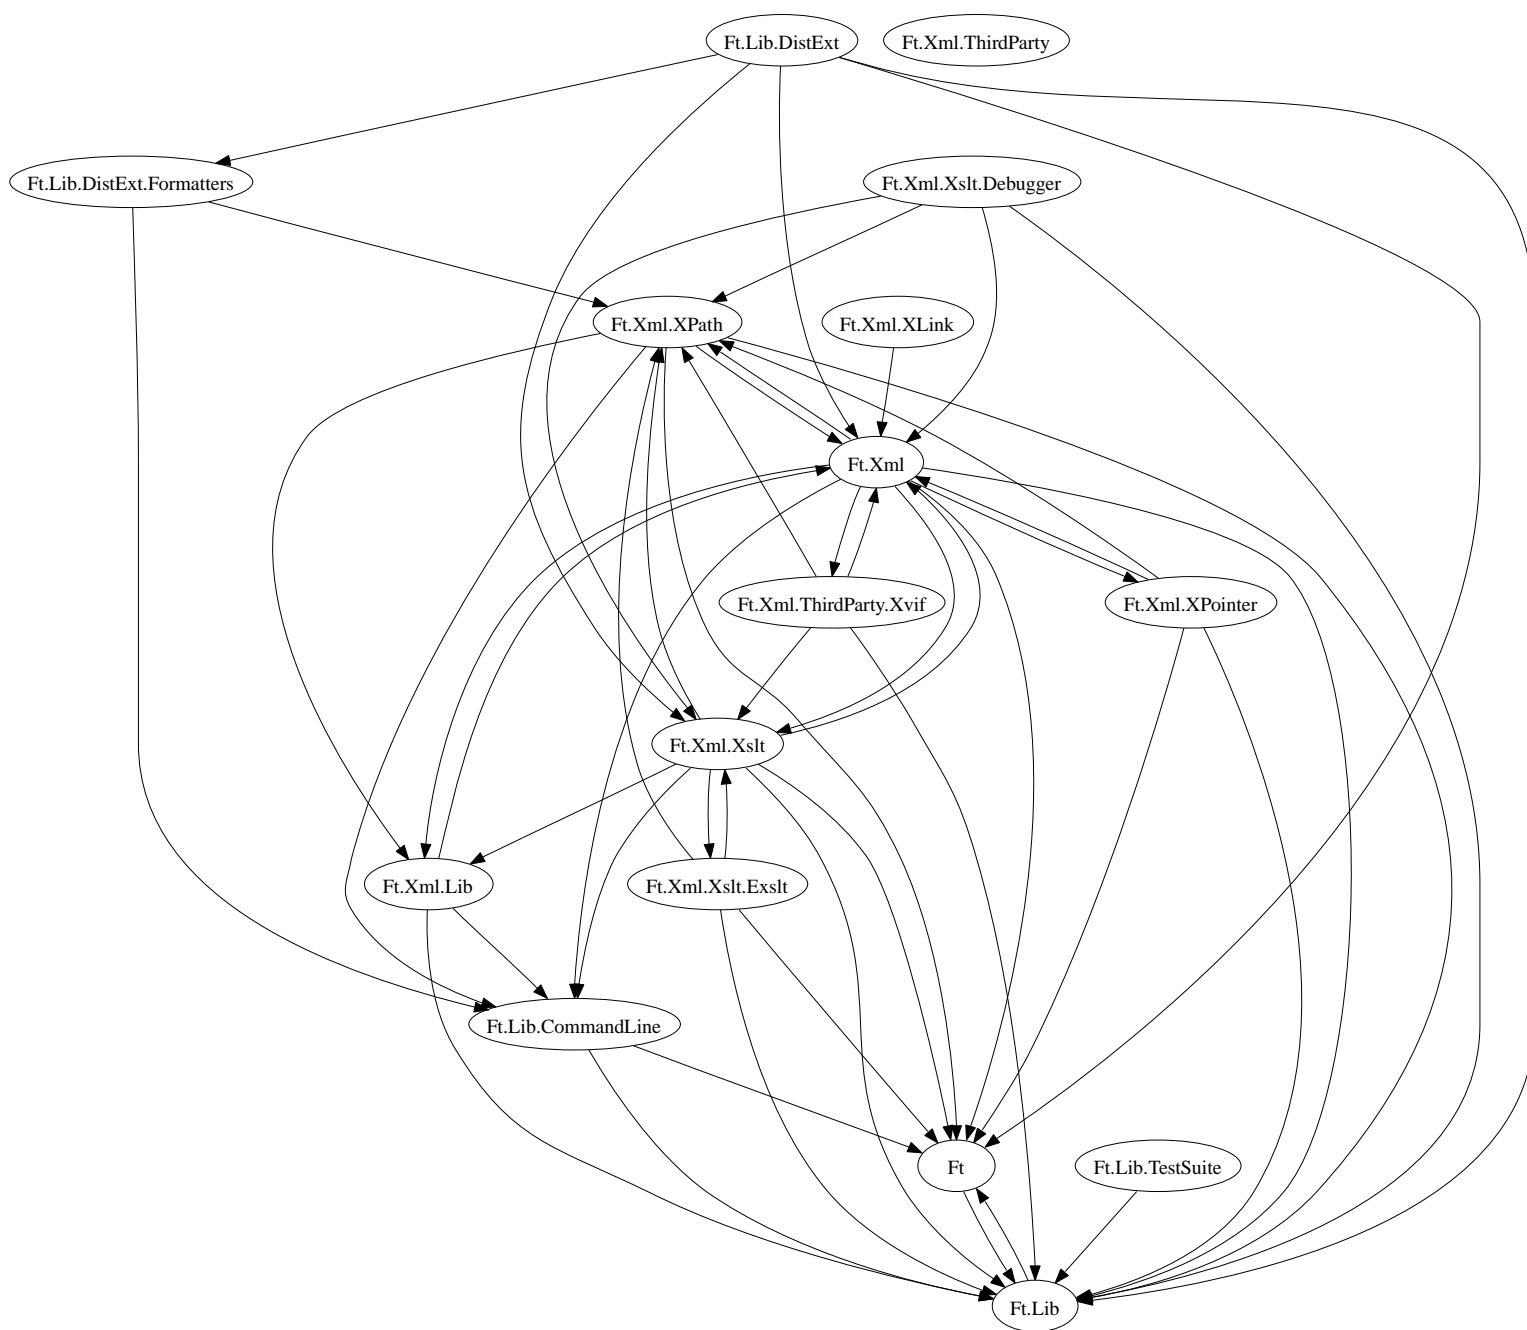 Ft.Lib.DistExt
Ft.Xml.ThirdParty
Ft.Lib.DistExt.Formatters
Ft.Xml.Xslt.Debugger
Ft.Xml.XPath
Ft.Xml.XLink
Ft.Xml
Ft.Xml.ThirdParty.Xvif
Ft.Xml.XPointer
Ft.Xml.Xslt
Ft.Xml.Lib
Ft.Xml.Xslt.Exslt
Ft.Lib.CommandLine
Ft
Ft.Lib.TestSuite
Ft.Lib